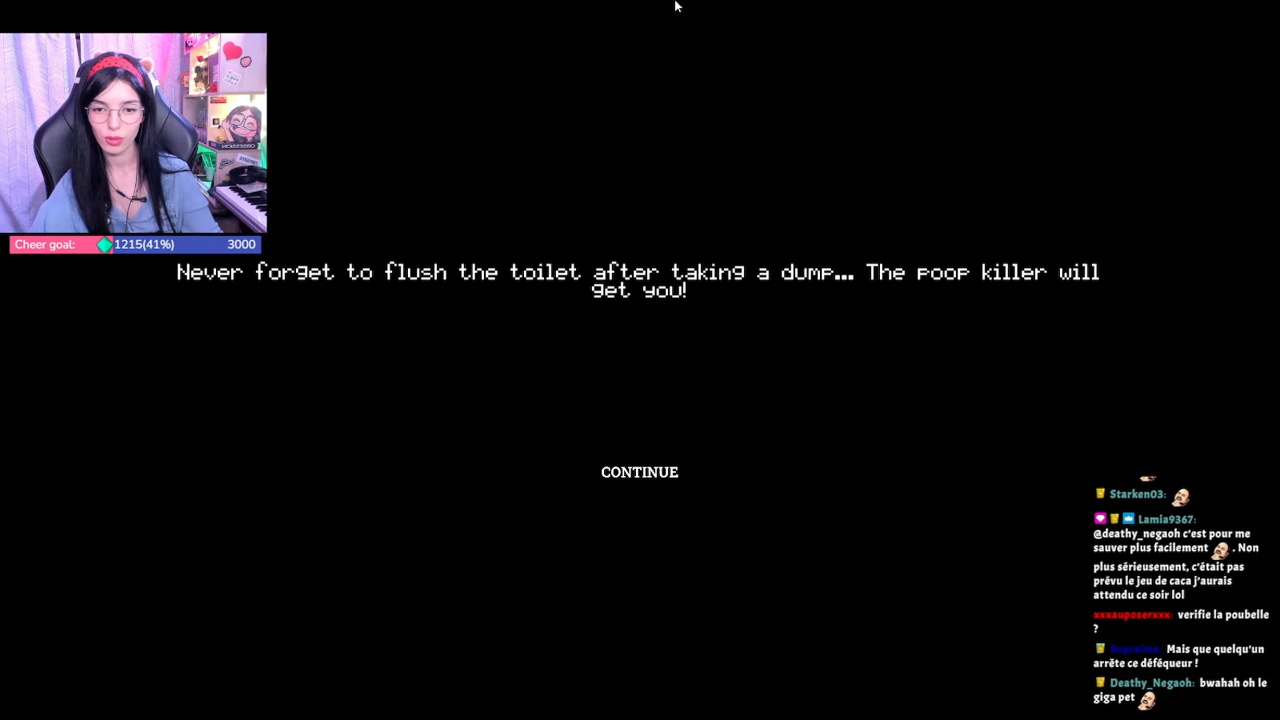 Cheer goal: 1215(41%) 3000
Never forget to flush the toilet after taking a dump... The poop killer will
get you!
CONTINUE
Starken03:
Lamia9367:
@deathy_negaoh c'est pour me
sauver plus facilement . Non
plus sérieusement, c'était pas
prévu le jeu de caca j'aurais
attendu ce soir lol
xxxauposerxxx: verifie la poubelle
?
Mais que quelqu'un
arrête ce déféqueur !
Deathy_Negaoh: bwahah oh le
giga pet